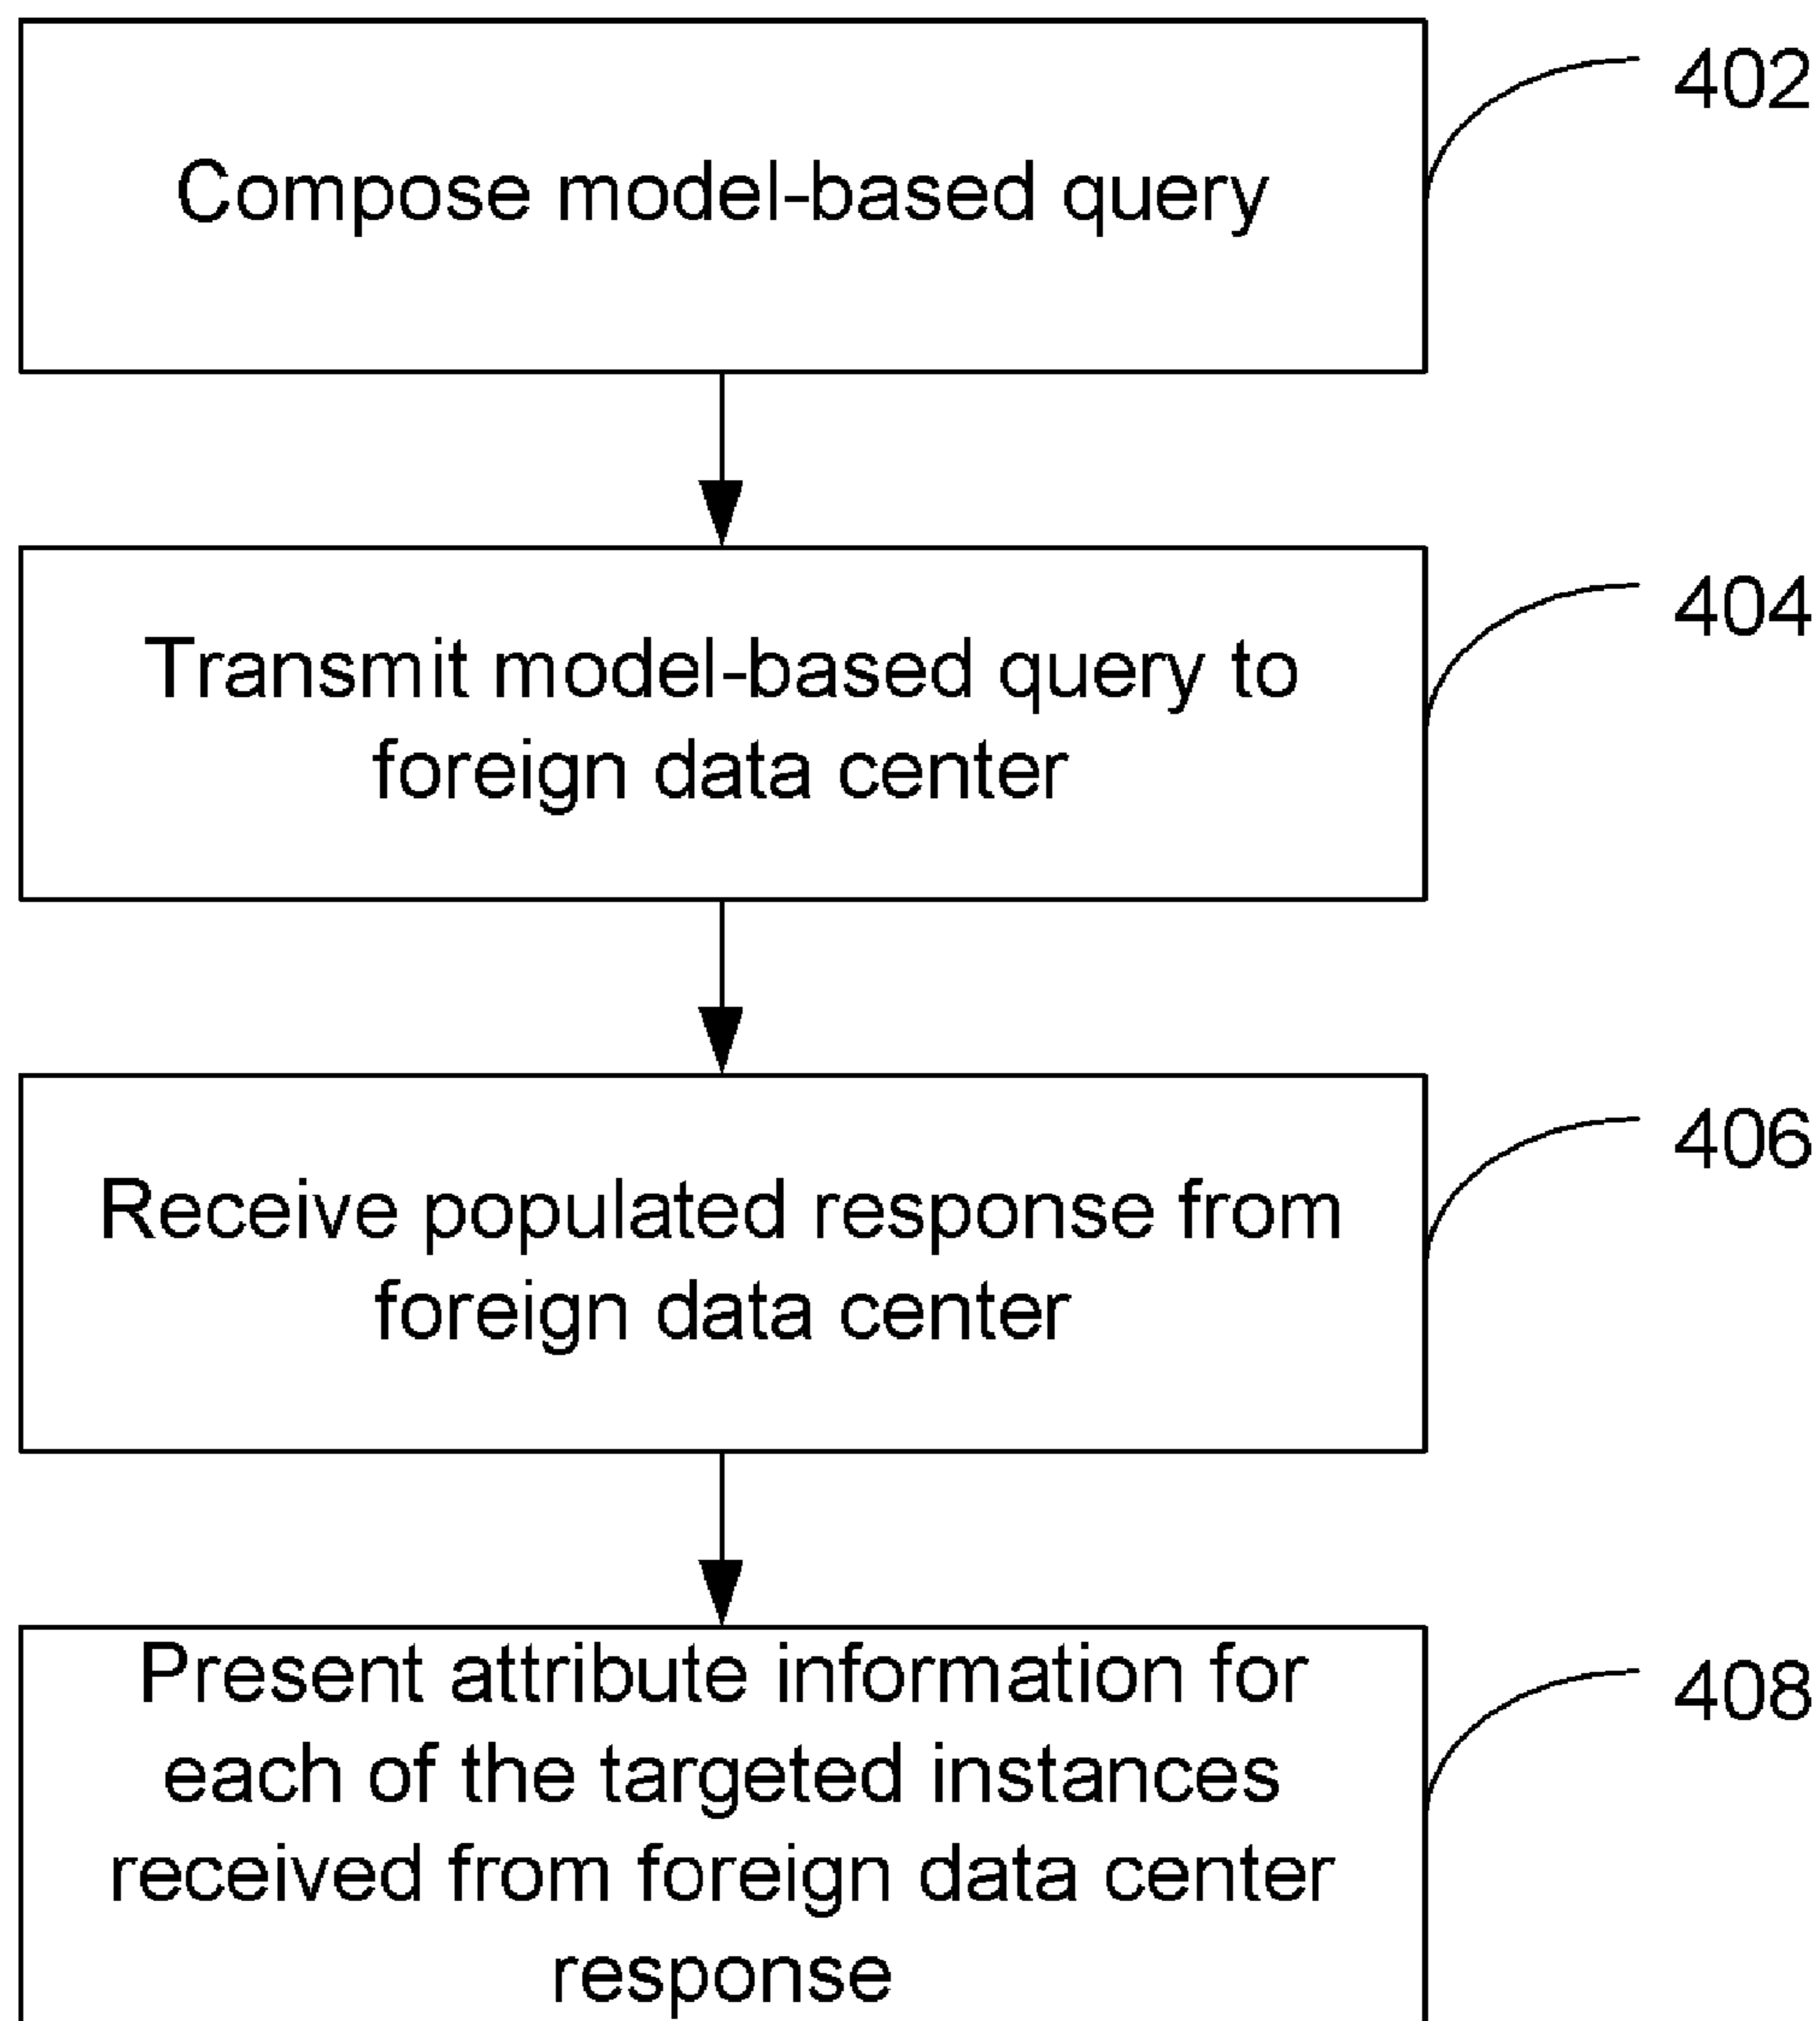 Compose model-based query
402
Transmit model-based query to
foreign data center
404
Receive populated response from
foreign data center
406
Present attribute information for
each of the targeted instances
received from foreign data center
response
408